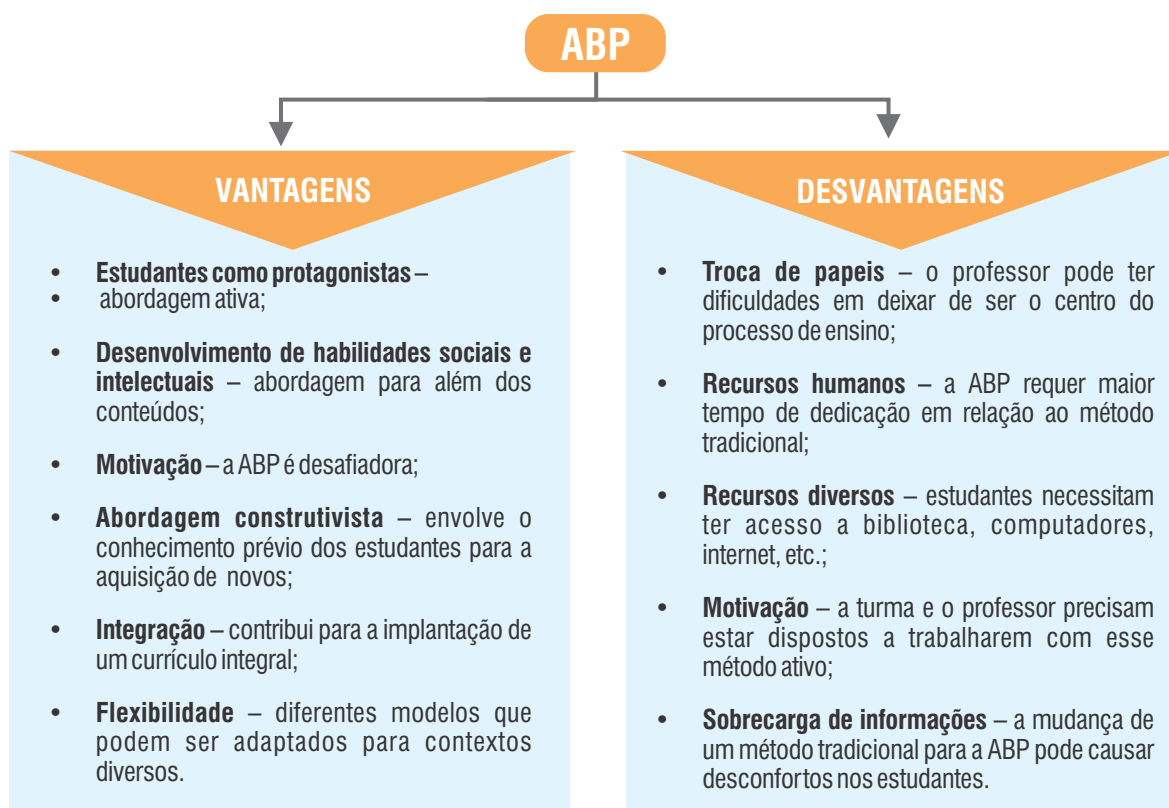 ABP
VANTAGENS
• Estudantes como protagonistas –
• abordagem ativa;
• Desenvolvimento de habilidades sociais e
intelectuais – abordagem para além dos
conteúdos;
• Motivação – a ABP é desafiadora;
• Abordagem construtivista – envolve o
conhecimento prévio dos estudantes para a
aquisição de novos;
• Integração – contribui para a implantação de
um currículo integral;
• Flexibilidade – diferentes modelos que
podem ser adaptados para contextos
diversos.
DESVANTAGENS
• Troca de papeis – o professor pode ter
dificuldades em deixar de ser o centro do
processo de ensino;
• Recursos humanos – a ABP requer maior
tempo de dedicação em relação ao método
tradicional;
• Recursos diversos – estudantes necessitam
ter acesso a biblioteca, computadores,
internet, etc.;
• Motivação – a turma e o professor precisam
estar dispostos a trabalharem com esse
método ativo;
• Sobrecarga de informações – a mudança de
um método tradicional para a ABP pode causar
desconfortos nos estudantes.